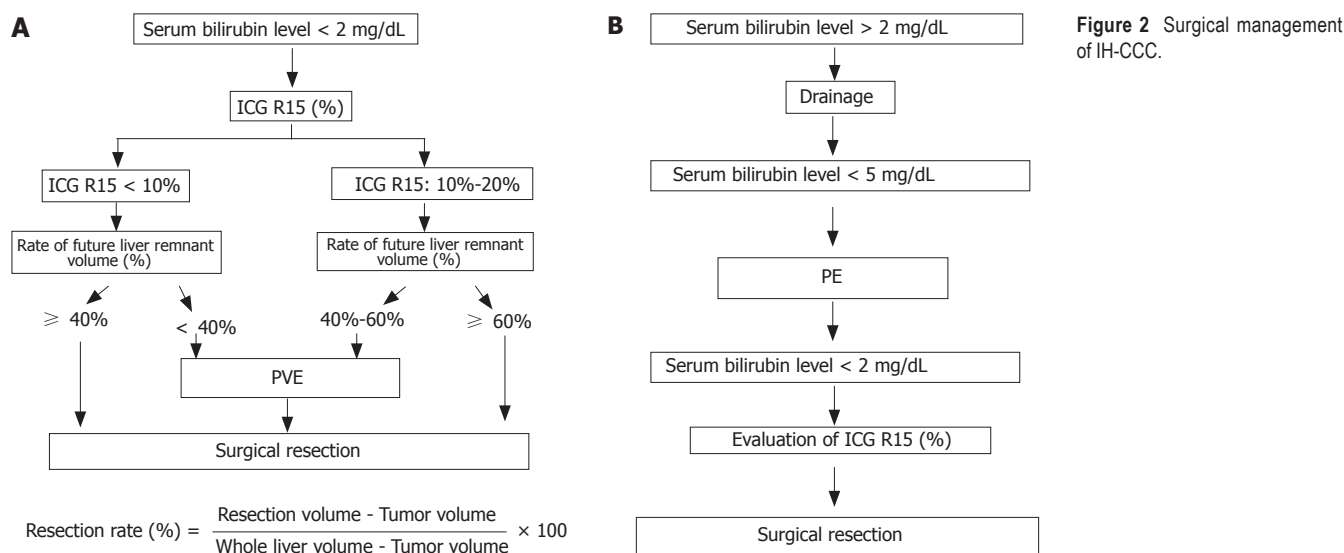 A
Serum bilirubin level < 2 mg/dL
ICG R15 (%)
ICG R15 < 10%
ICG R15: 10%-20%
Rate of future liver remnant
volume (%)
Rate of future liver remnant
volume (%)
⩾ 40%
< 40%
40%-60%
⩾ 60%
PVE
Surgical resection
Resection rate (%) =
Resection volume - Tumor volume
Whole liver volume - Tumor volume
× 100
B
Serum bilirubin level > 2 mg/dL
Drainage
Serum bilirubin level < 5 mg/dL
PE
Serum bilirubin level < 2 mg/dL
Evaluation of ICG R15 (%)
Surgical resection
Figure 2 Surgical management
of IH-CCC.